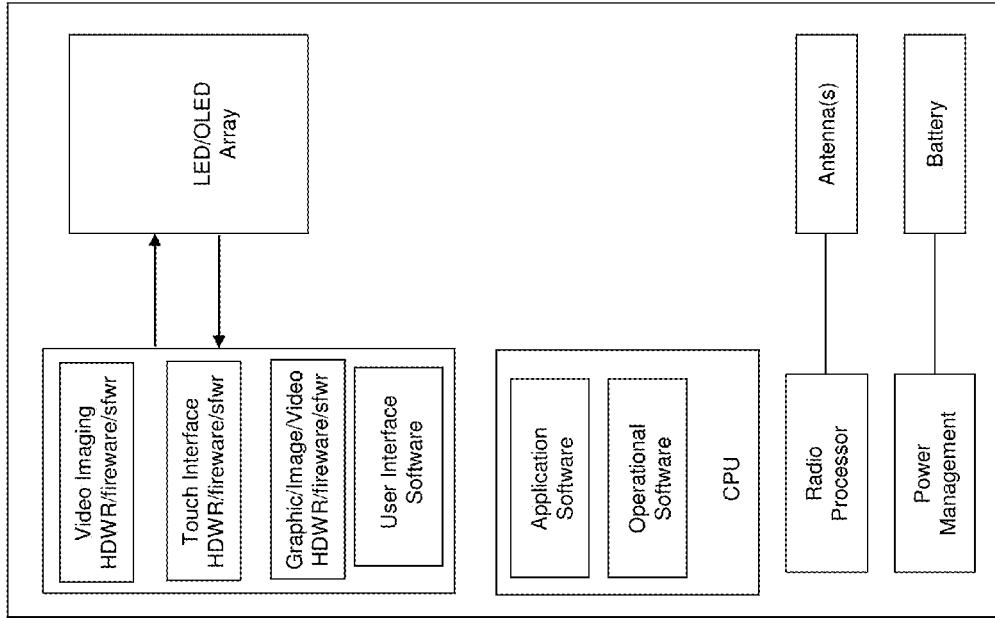 Video Imaging
HDWR/fireware/sfwr
Touch Interface
HDWR/fireware/sfwr
Graphic/Image/Video
HDWR/fireware/sfwr
User Interface
Software
LED/OLED
Array
Application
Software
Operational
Software
CPU
Radio
Processor
Antenna(s)
Power
Management
Battery